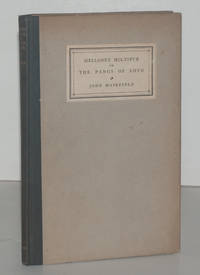 MELLONEY HOLTSPUR
OR
THE PANGS OF LOVE
JOHN MASEFIELD